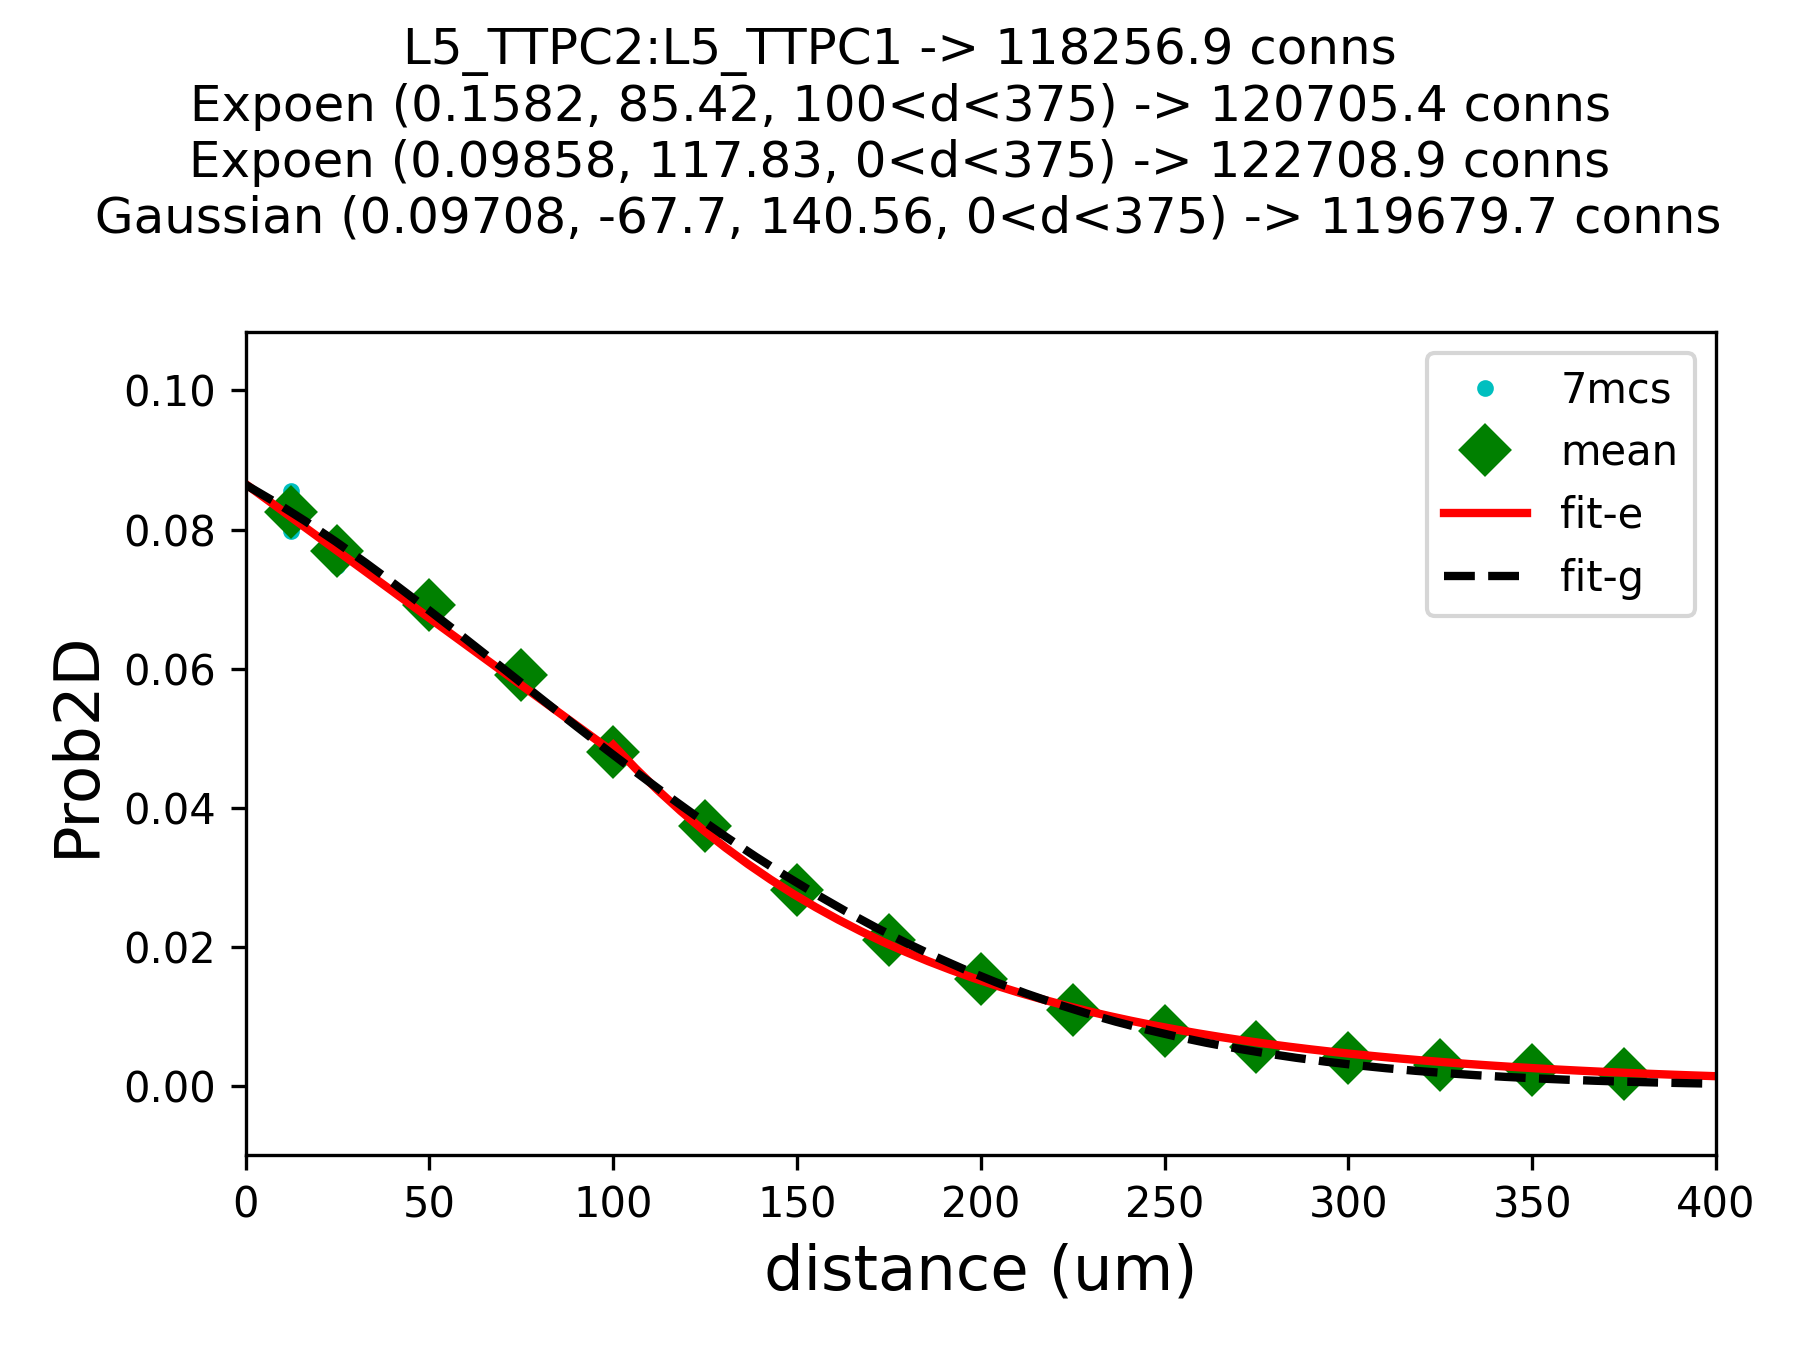 L5_TTPC2:L5_TTPC1 -> 118256.9 conns
Expoen (0.1582, 85.42, 100<d<375) -> 120705.4 conns
Expoen (0.09858, 117.83, 0<d<375) -> 122708.9 conns
Gaussian (0.09708, -67.7, 140.56, 0<d<375) -> 119679.7 conns
7mcs
mean
fit-e
fit-g
Prob2D
0.10
0.08
0.06
0.04
0.02
0.00
0 50 100 150 200 250 300 350 400
distance (um)